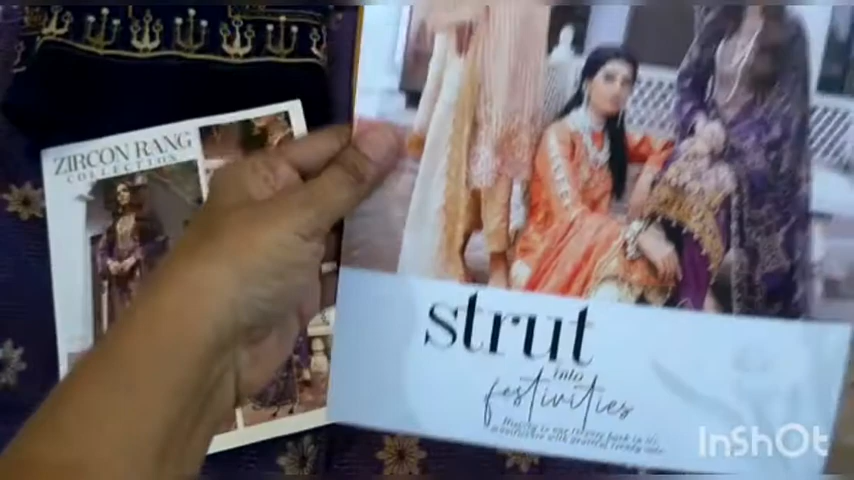 ZIRCON RANG
COLLECTION
strut
into
festivities
InShot